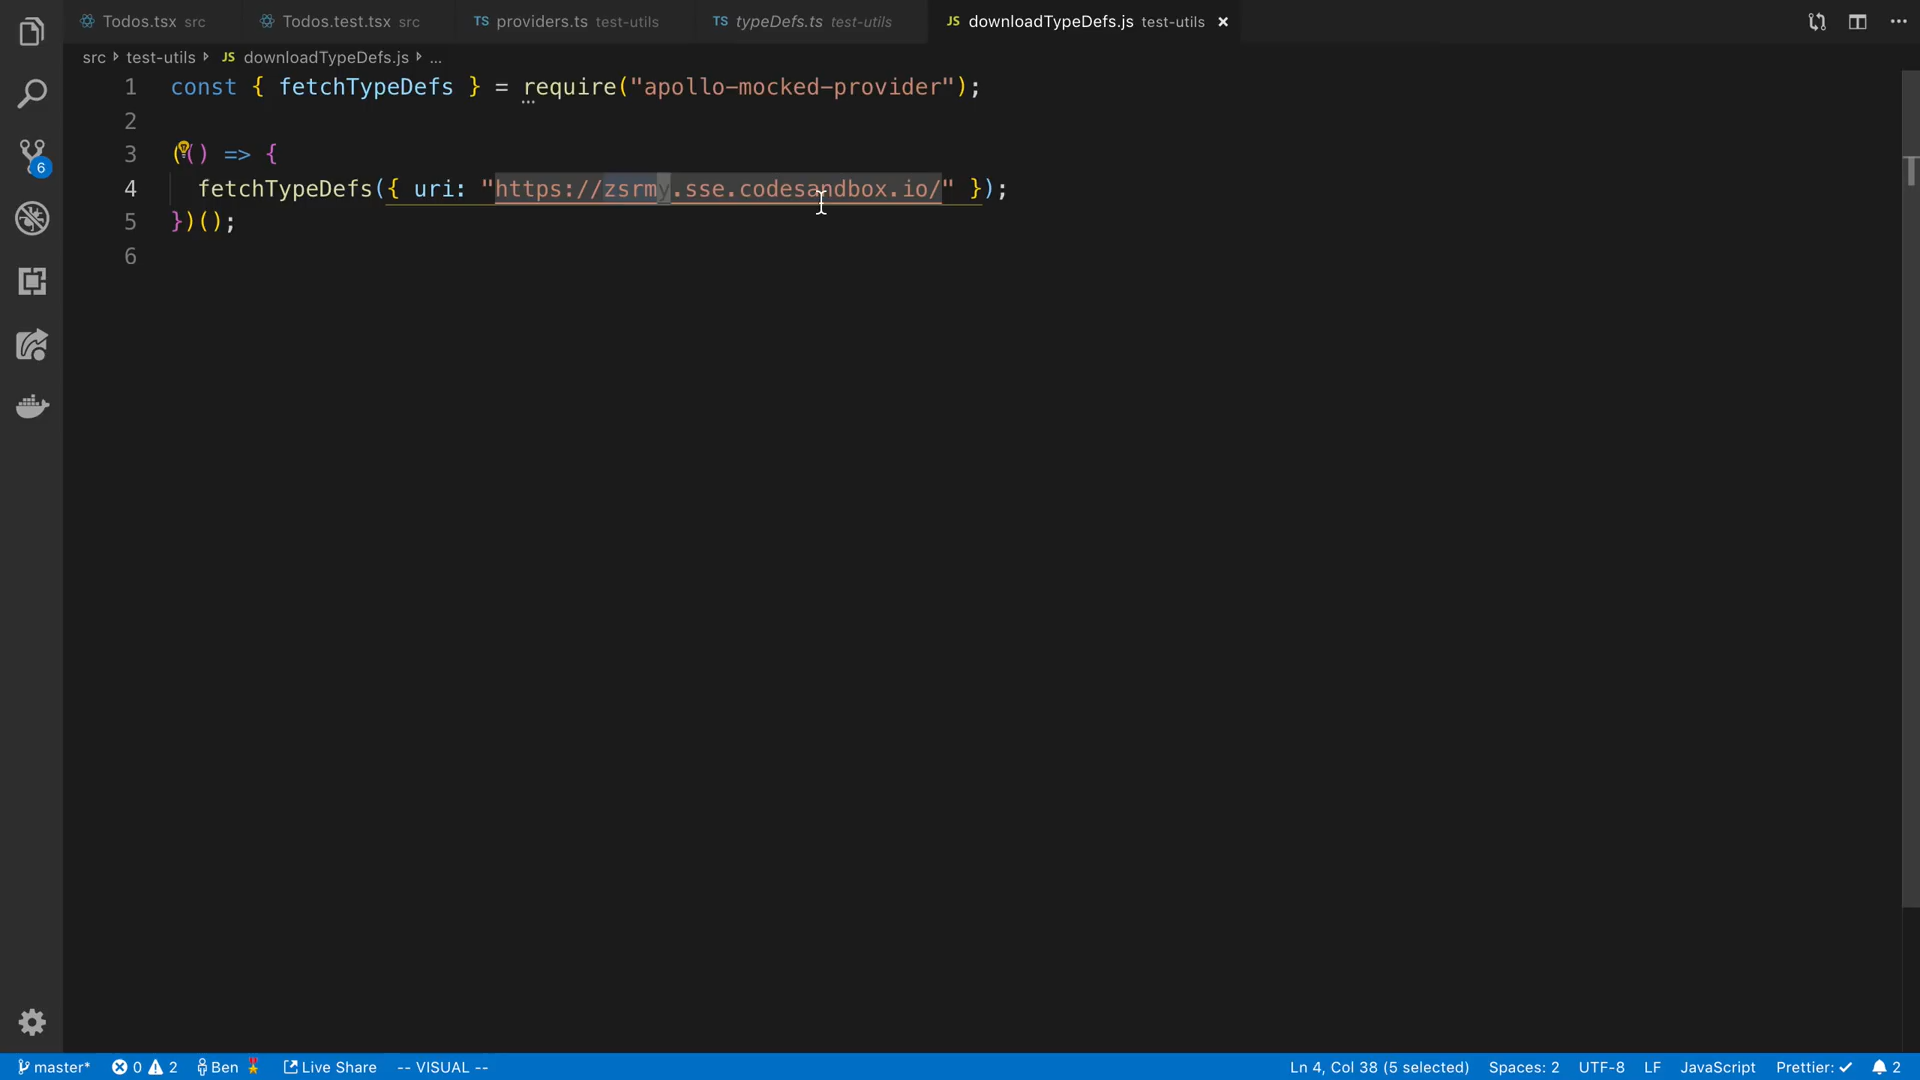 Todos.tsx src
Todos.test.tsx src
TS providers.ts test-utils
TS typeDefs.ts test-utils
JS downloadTypeDefs.js test-utils ×
src › test-utils › JS downloadTypeDefs.js › ...
1 const { fetchTypeDefs } = require("apollo-mocked-provider");
2
3 (() => {
4 fetchTypeDefs({ uri: "https://zsrmy.sse.codesandbox.io/" });
5 })();
6
6
master* 0 2 Ben Live Share -- VISUAL -- Ln 4, Col 38 (5 selected) Spaces: 2 UTF-8 LF JavaScript Prettier: ✓ 2